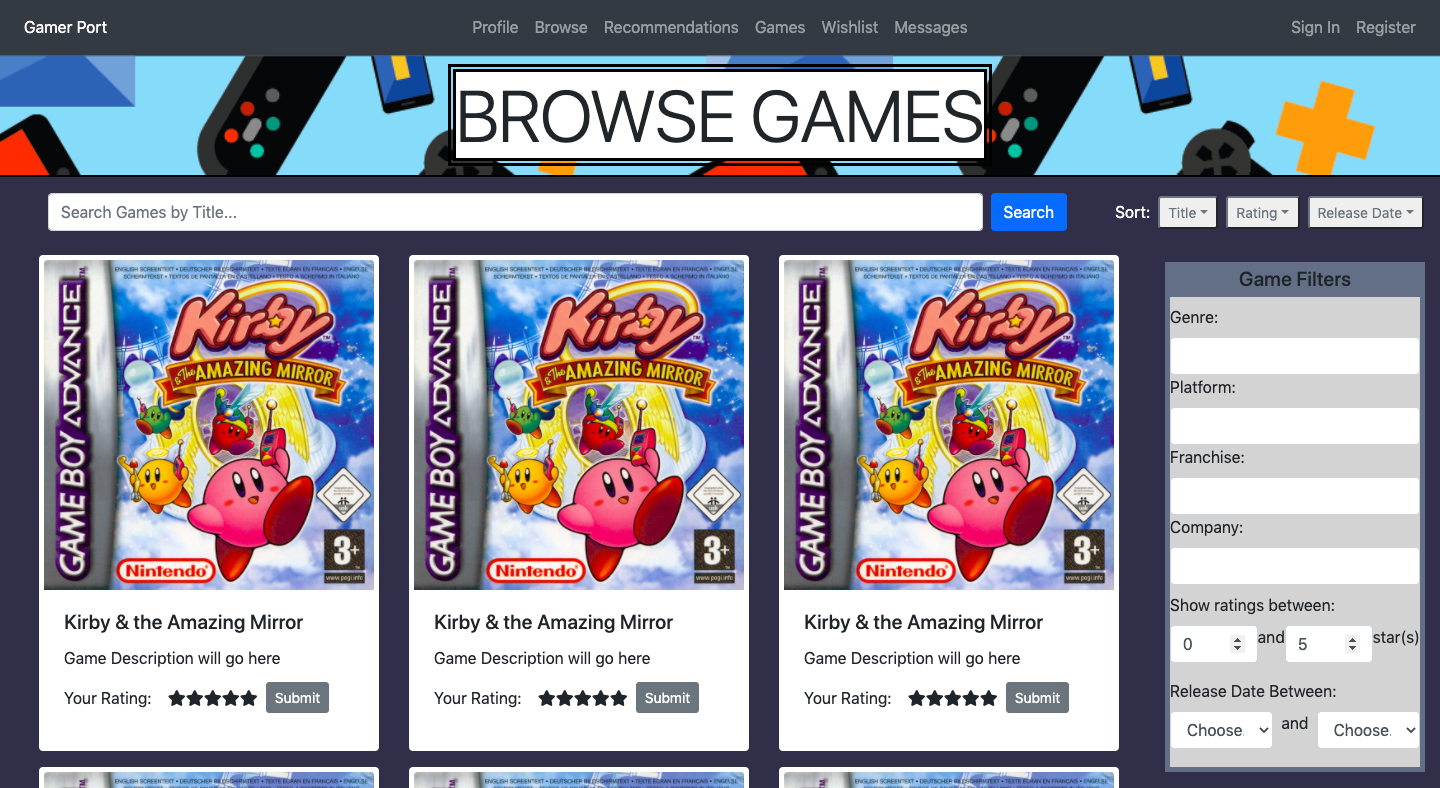 Gamer Port Profile Browse Recommendations Games Wishlist Messages Sign In Register
BROWSE GAMES
Search Games by Title... Search Sort: Title Rating Release Date
ENGLISH SCREENTEXT • DEUTSCHER BILDSCHIRMTEXT • TEXTE ECRAN EN FRANÇAIS • ENGELSE
SCHERMTEKST • TEXTOS DE PANTALLA EN CASTELLANO • TESTO A SCHERMO IN ITALIANO
GAME BOY ADVANCE
Kirby
TM
& The AMAZING MIRROR
3+
www.pegi.info
Nintendo
ENGLISH SCREENTEXT • DEUTSCHER BILDSCHIRMTEXT • TEXTE ECRAN EN FRANÇAIS • ENGELSE
SCHERMTEKST • TEXTOS DE PANTALLA EN CASTELLANO • TESTO A SCHERMO IN ITALIANO
GAME BOY ADVANCE
Kirby
TM
& The AMAZING MIRROR
3+
www.pegi.info
Nintendo
ENGLISH SCREENTEXT • DEUTSCHER BILDSCHIRMTEXT • TEXTE ECRAN EN FRANÇAIS • ENGELSE
SCHERMTEKST • TEXTOS DE PANTALLA EN CASTELLANO • TESTO A SCHERMO IN ITALIANO
GAME BOY ADVANCE
Kirby
TM
& The AMAZING MIRROR
3+
www.pegi.info
Nintendo
Kirby & the Amazing Mirror
Game Description will go here
Your Rating: Submit
Kirby & the Amazing Mirror
Game Description will go here
Your Rating: Submit
Kirby & the Amazing Mirror
Game Description will go here
Your Rating: Submit
Game Filters
Genre:
Platform:
Franchise:
Company:
Show ratings between:
0 and 5 star(s)
Release Date Between:
Choose. and Choose.